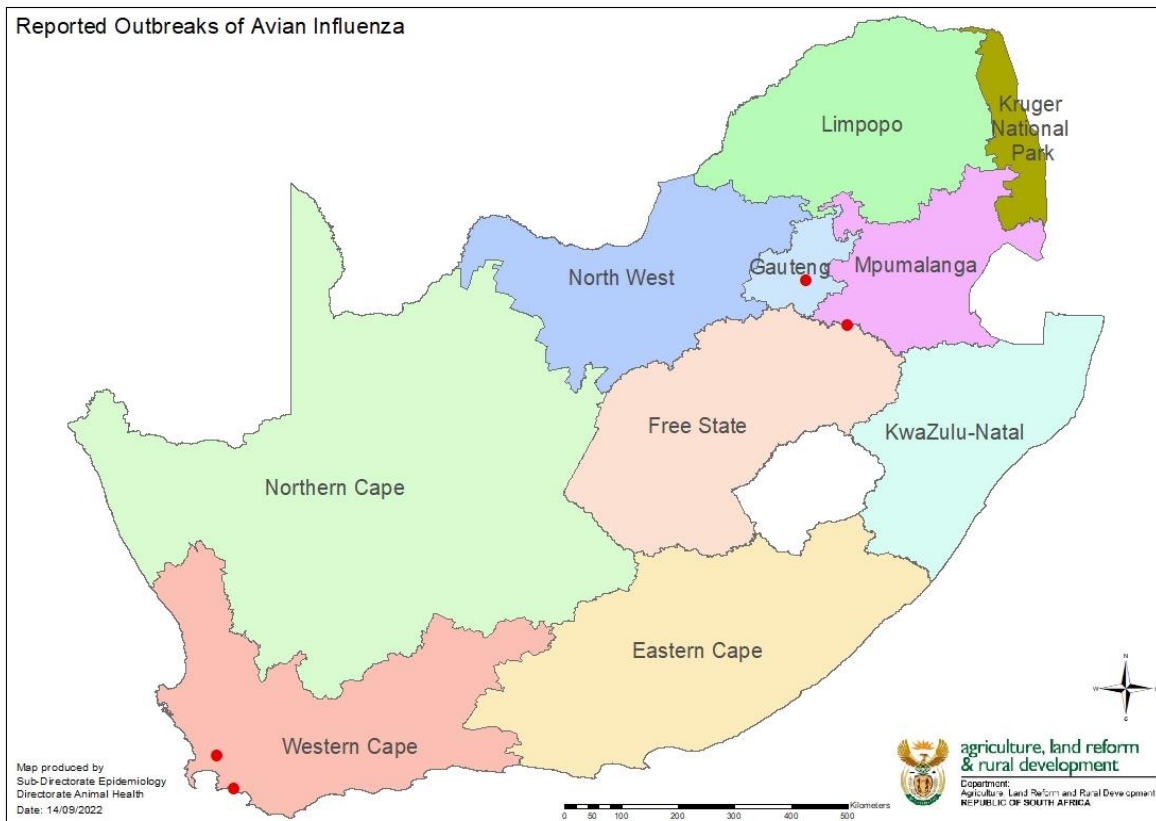 Reported Outbreaks of Avian Influenza
Limpopo
Kruger
National
Park
North West
Gauteng
Mpumalanga
Free State
KwaZulu-Natal
Northern Cape
Eastern Cape
Western Cape
N
W
S
Map produced by
Sub-Directorate Epidemiology
Directorate Animal Health
Date: 14/09/2022
Kilometers
0 50 100 200 300 400 500
agriculture, land reform
& rural development
Department:
Agriculture, Land Reform and Rural Development
REPUBLIC OF SOUTH AFRICA